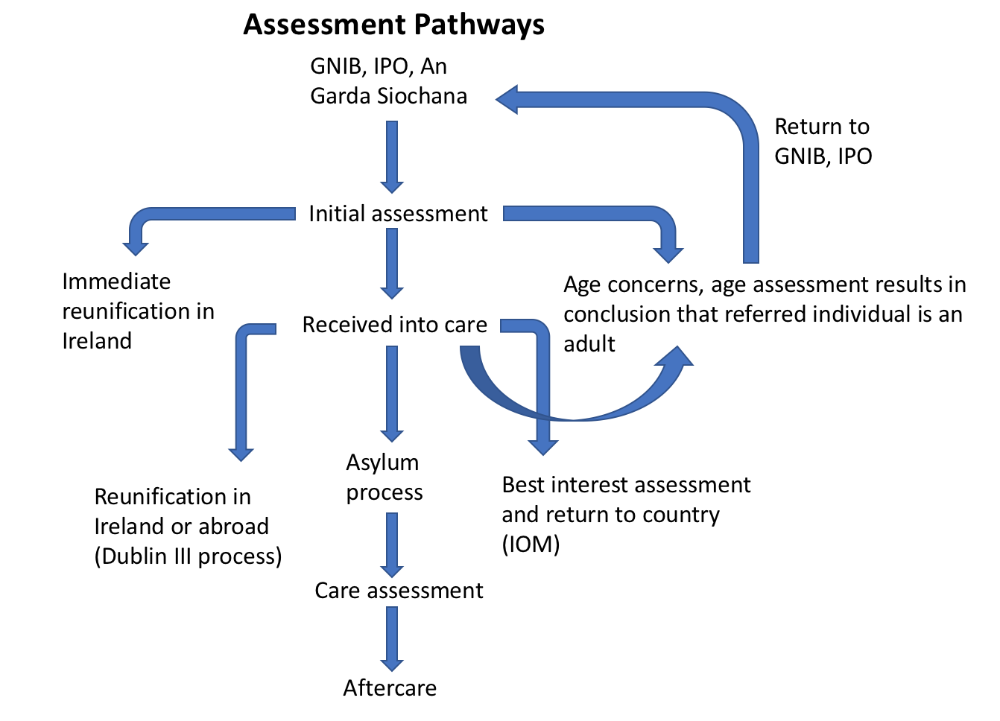 Assessment Pathways
GNIB, IPO, An
Garda Siochana
Return to
GNIB, IPO
Initial assessment
Immediate
reunification in
Ireland
Age concerns, age assessment results in
conclusion that referred individual is an
adult
Received into care
Asylum
process
Reunification in
Ireland or abroad
(Dublin III process)
Best interest assessment
and return to country
(IOM)
Care assessment
Aftercare